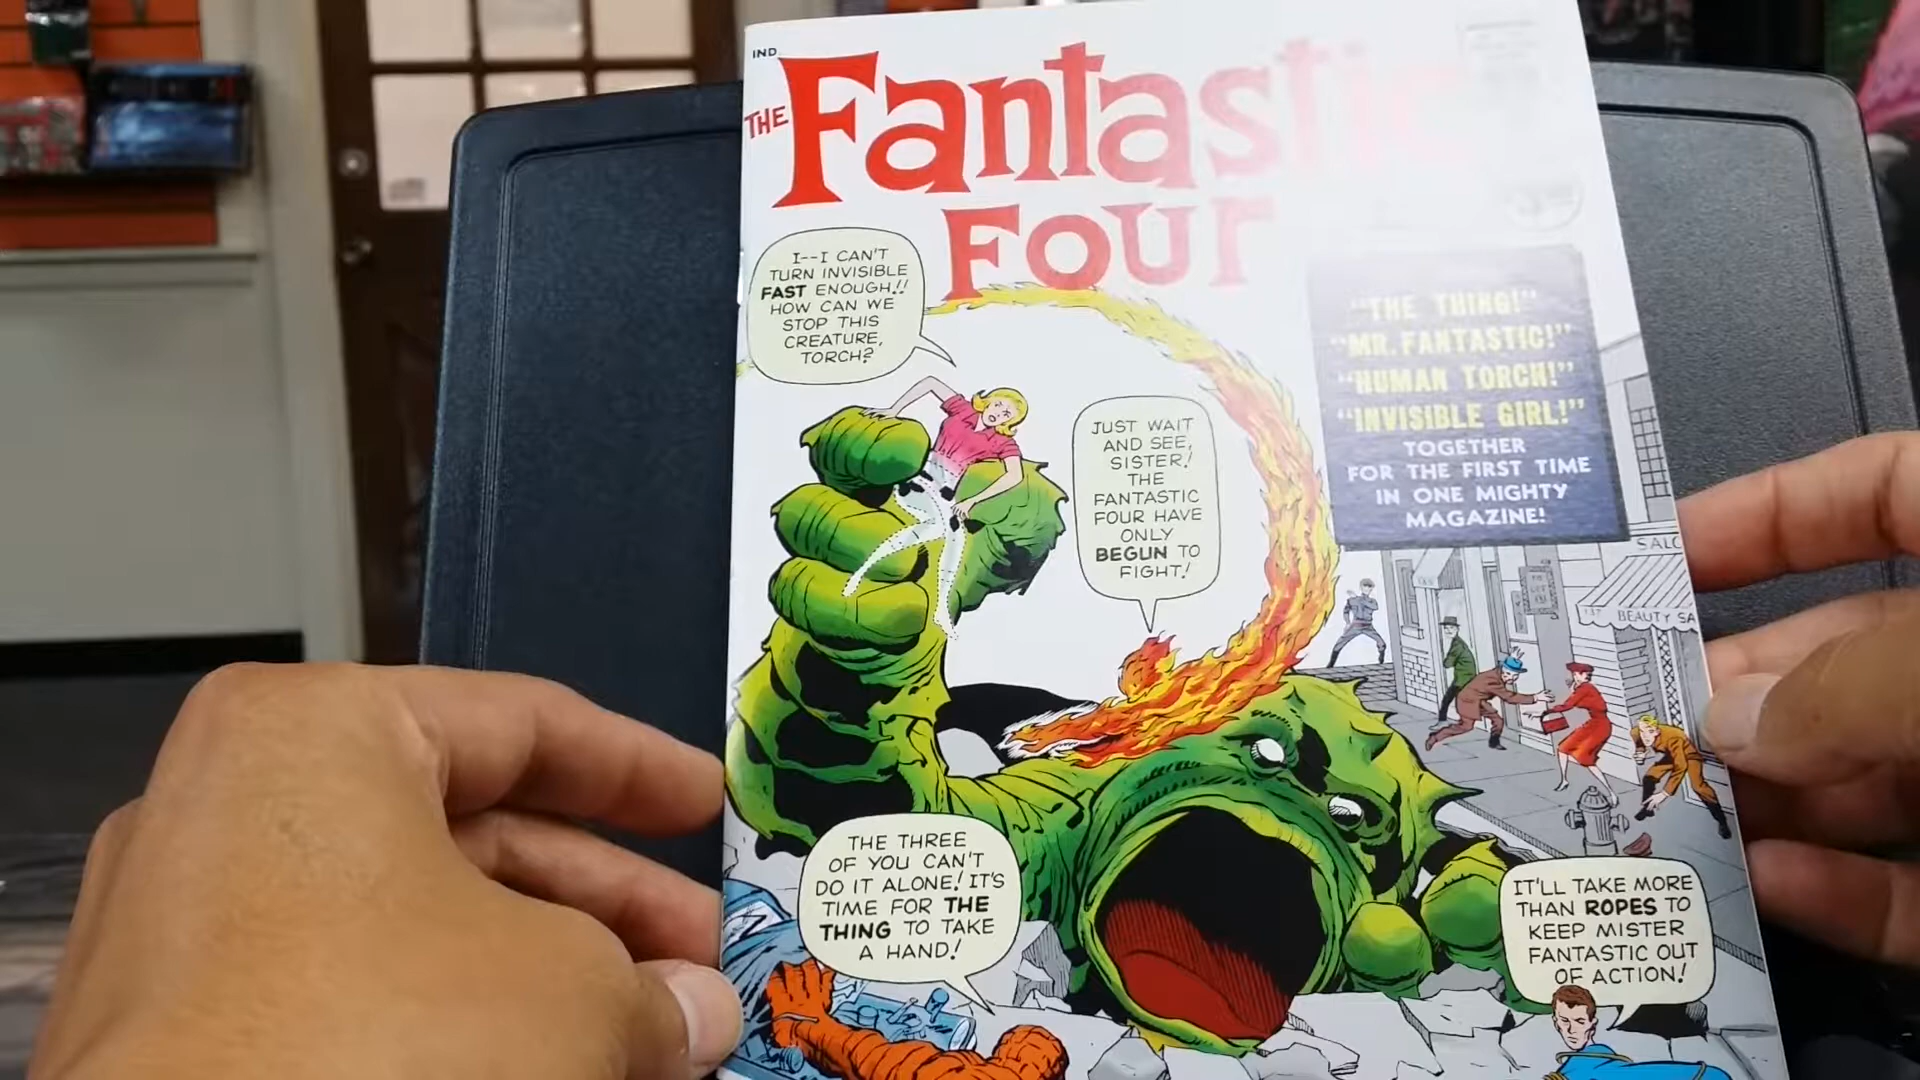 IND.
THE Fantastic
FOUR
I--I CAN'T
TURN INVISIBLE
FAST ENOUGH!!
HOW CAN WE
STOP THIS
CREATURE,
TORCH?
"THE THING!"
"MR. FANTASTIC!"
"HUMAN TORCH!"
"INVISIBLE GIRL!"
TOGETHER
FOR THE FIRST TIME
IN ONE MIGHTY
MAGAZINE!
JUST WAIT
AND SEE,
SISTER!
THE
FANTASTIC
FOUR HAVE
ONLY
BEGUN TO
FIGHT!
SALO
BEAUTY SA
THE THREE
OF YOU CAN'T
DO IT ALONE! IT'S
TIME FOR THE
THING TO TAKE
A HAND!
IT'LL TAKE MORE
THAN ROPES TO
KEEP MISTER
FANTASTIC OUT
OF ACTION!